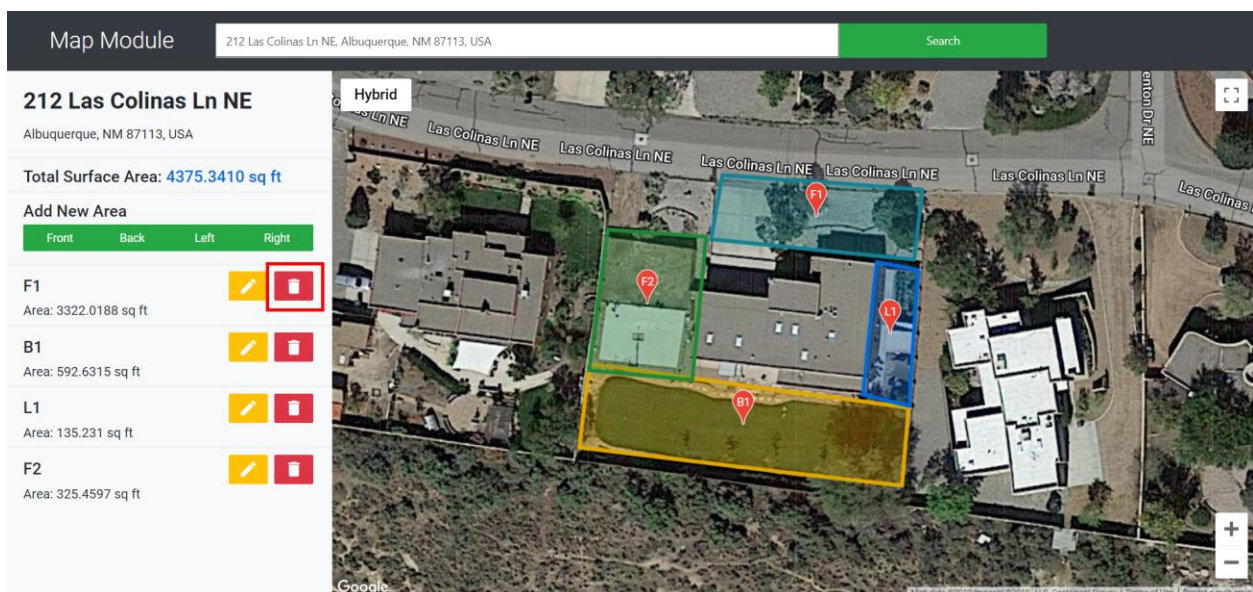 Map Module
212 Las Colinas Ln NE, Albuquerque, NM 87113, USA
Search
212 Las Colinas Ln NE
Albuquerque, NM 87113, USA
Total Surface Area: 4375.3410 sq ft
Add New Area
Front Back Left Right
F1
Area: 3322.0188 sq ft
B1
Area: 592.6315 sq ft
L1
Area: 135.231 sq ft
F2
Area: 325.4597 sq ft
Hybrid
Ln NE
Las Colinas Ln NE
Las Colinas Ln NE
Las Colinas Ln NE
Las Colinas Ln NE
Las Colinas Ln NE
Las Colinas
enton Dr NE
F1
F2
L1
B1
+
−
Google